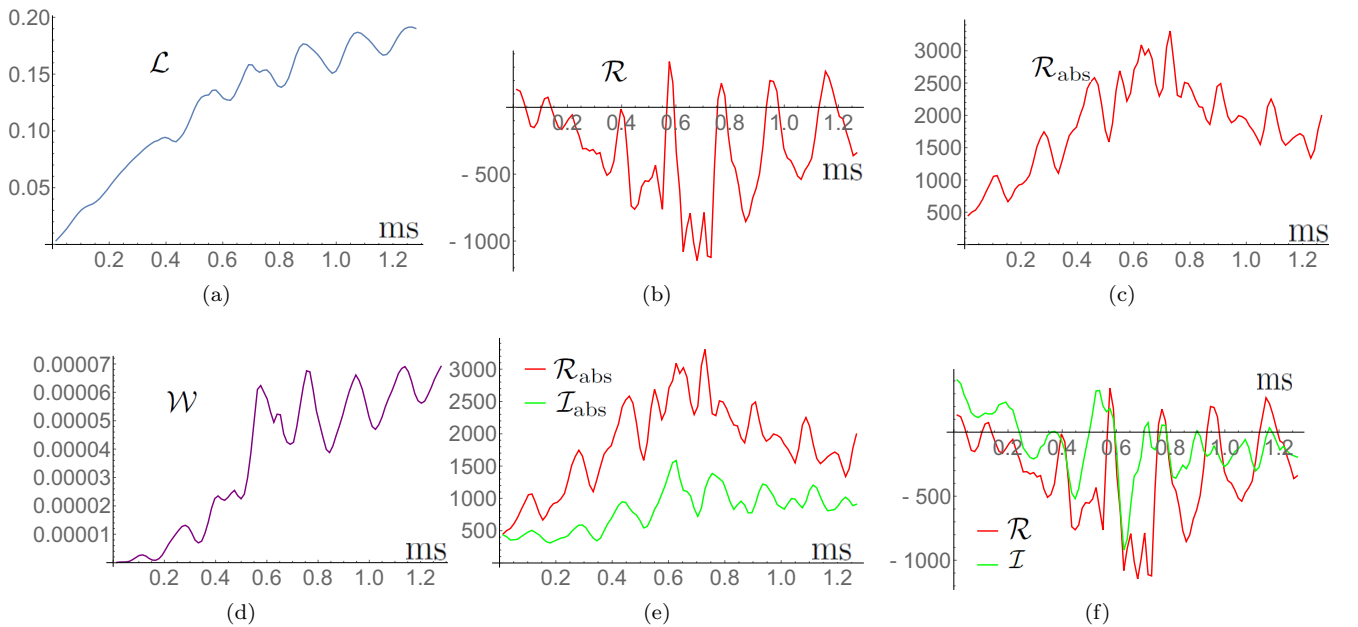 0.20
0.15
0.10
0.05
ℒ
ms
0.2 0.4 0.6 0.8 1.0 1.2
(a)
ℛ
0.2 0.4 0.6 0.8 1.0 1.2
ms
- 500
- 1000
(b)
3000
2500
2000
1500
1000
500
ℛabs
ms
0.2 0.4 0.6 0.8 1.0 1.2
(c)
0.00007
0.00006
0.00005
0.00004
0.00003
0.00002
0.00001
𝒲
ms
0.2 0.4 0.6 0.8 1.0 1.2
(d)
3000
2500
2000
1500
1000
500
ℛabs
ℐabs
ms
0.2 0.4 0.6 0.8 1.0 1.2
(e)
ms
0.2 0.4 0.6 0.8 1.0 1.2
- 500
- 1000
ℛ
ℐ
(f)